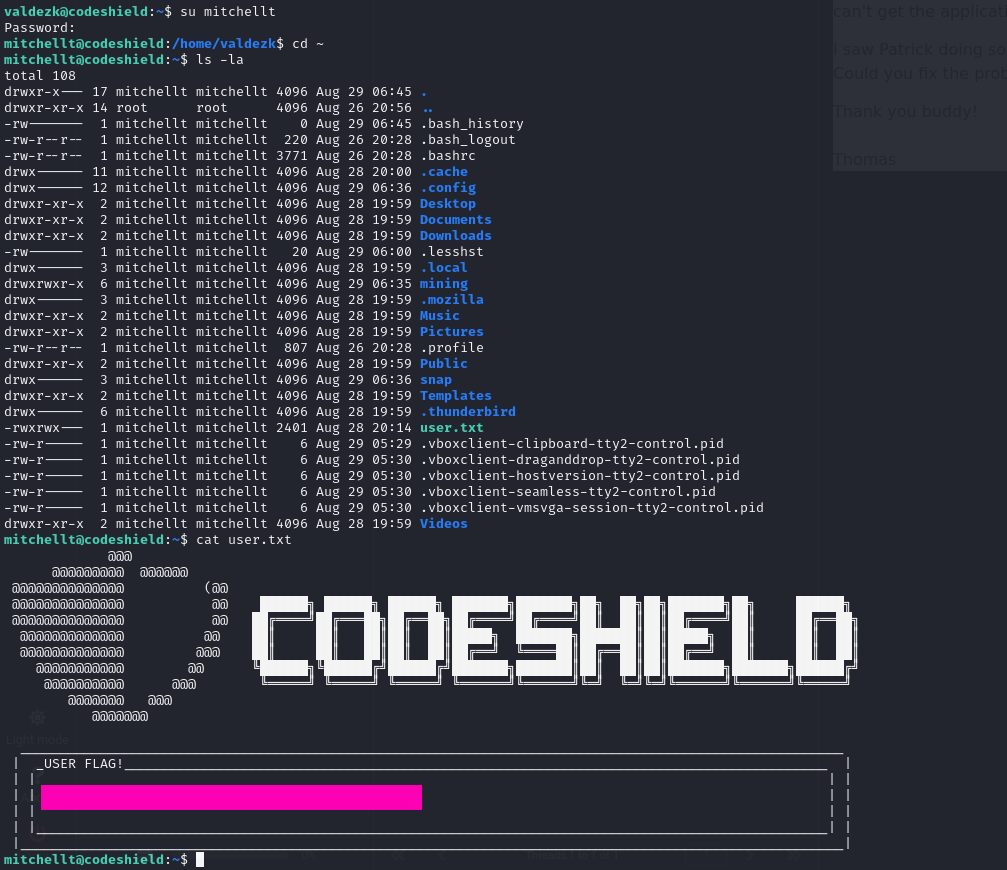 valdezk@codeshield:~$ su mitchellt
Password:
mitchellt@codeshield:/home/valdezk$ cd ~
mitchellt@codeshield:~$ ls -la
total 108
drwxr-x--- 17 mitchellt mitchellt 4096 Aug 29 06:45 .
drwxr-xr-x 14 root      root      4096 Aug 26 20:56 ..
-rw-------  1 mitchellt mitchellt    0 Aug 29 06:45 .bash_history
-rw-r--r--  1 mitchellt mitchellt  220 Aug 26 20:28 .bash_logout
-rw-r--r--  1 mitchellt mitchellt 3771 Aug 26 20:28 .bashrc
drwx------ 11 mitchellt mitchellt 4096 Aug 28 20:00 .cache
drwx------ 12 mitchellt mitchellt 4096 Aug 29 06:36 .config
drwxr-xr-x  2 mitchellt mitchellt 4096 Aug 28 19:59 Desktop
drwxr-xr-x  2 mitchellt mitchellt 4096 Aug 28 19:59 Documents
drwxr-xr-x  2 mitchellt mitchellt 4096 Aug 28 19:59 Downloads
-rw-------  1 mitchellt mitchellt   20 Aug 29 06:00 .lesshst
drwx------  3 mitchellt mitchellt 4096 Aug 28 19:59 .local
drwxrwxr-x  6 mitchellt mitchellt 4096 Aug 29 06:35 mining
drwx------  3 mitchellt mitchellt 4096 Aug 28 19:59 .mozilla
drwxr-xr-x  2 mitchellt mitchellt 4096 Aug 28 19:59 Music
drwxr-xr-x  2 mitchellt mitchellt 4096 Aug 28 19:59 Pictures
-rw-r--r--  1 mitchellt mitchellt  807 Aug 26 20:28 .profile
drwxr-xr-x  2 mitchellt mitchellt 4096 Aug 28 19:59 Public
drwx------  3 mitchellt mitchellt 4096 Aug 29 06:36 snap
drwxr-xr-x  2 mitchellt mitchellt 4096 Aug 28 19:59 Templates
drwx------  6 mitchellt mitchellt 4096 Aug 28 19:59 .thunderbird
-rwxrwx---  1 mitchellt mitchellt 2401 Aug 28 20:14 user.txt
-rw-r-----  1 mitchellt mitchellt    6 Aug 29 05:29 .vboxclient-clipboard-tty2-control.pid
-rw-r-----  1 mitchellt mitchellt    6 Aug 29 05:30 .vboxclient-draganddrop-tty2-control.pid
-rw-r-----  1 mitchellt mitchellt    6 Aug 29 05:30 .vboxclient-hostversion-tty2-control.pid
-rw-r-----  1 mitchellt mitchellt    6 Aug 29 05:30 .vboxclient-seamless-tty2-control.pid
-rw-r-----  1 mitchellt mitchellt    6 Aug 29 05:30 .vboxclient-vmsvga-session-tty2-control.pid
drwxr-xr-x  2 mitchellt mitchellt 4096 Aug 28 19:59 Videos
mitchellt@codeshield:~$ cat user.txt
CODESHIELD
_USER FLAG!
mitchellt@codeshield:~$
can't get the applicat
I saw Patrick doing so
Could you fix the pro
Thank you buddy!
Thomas
Light mode